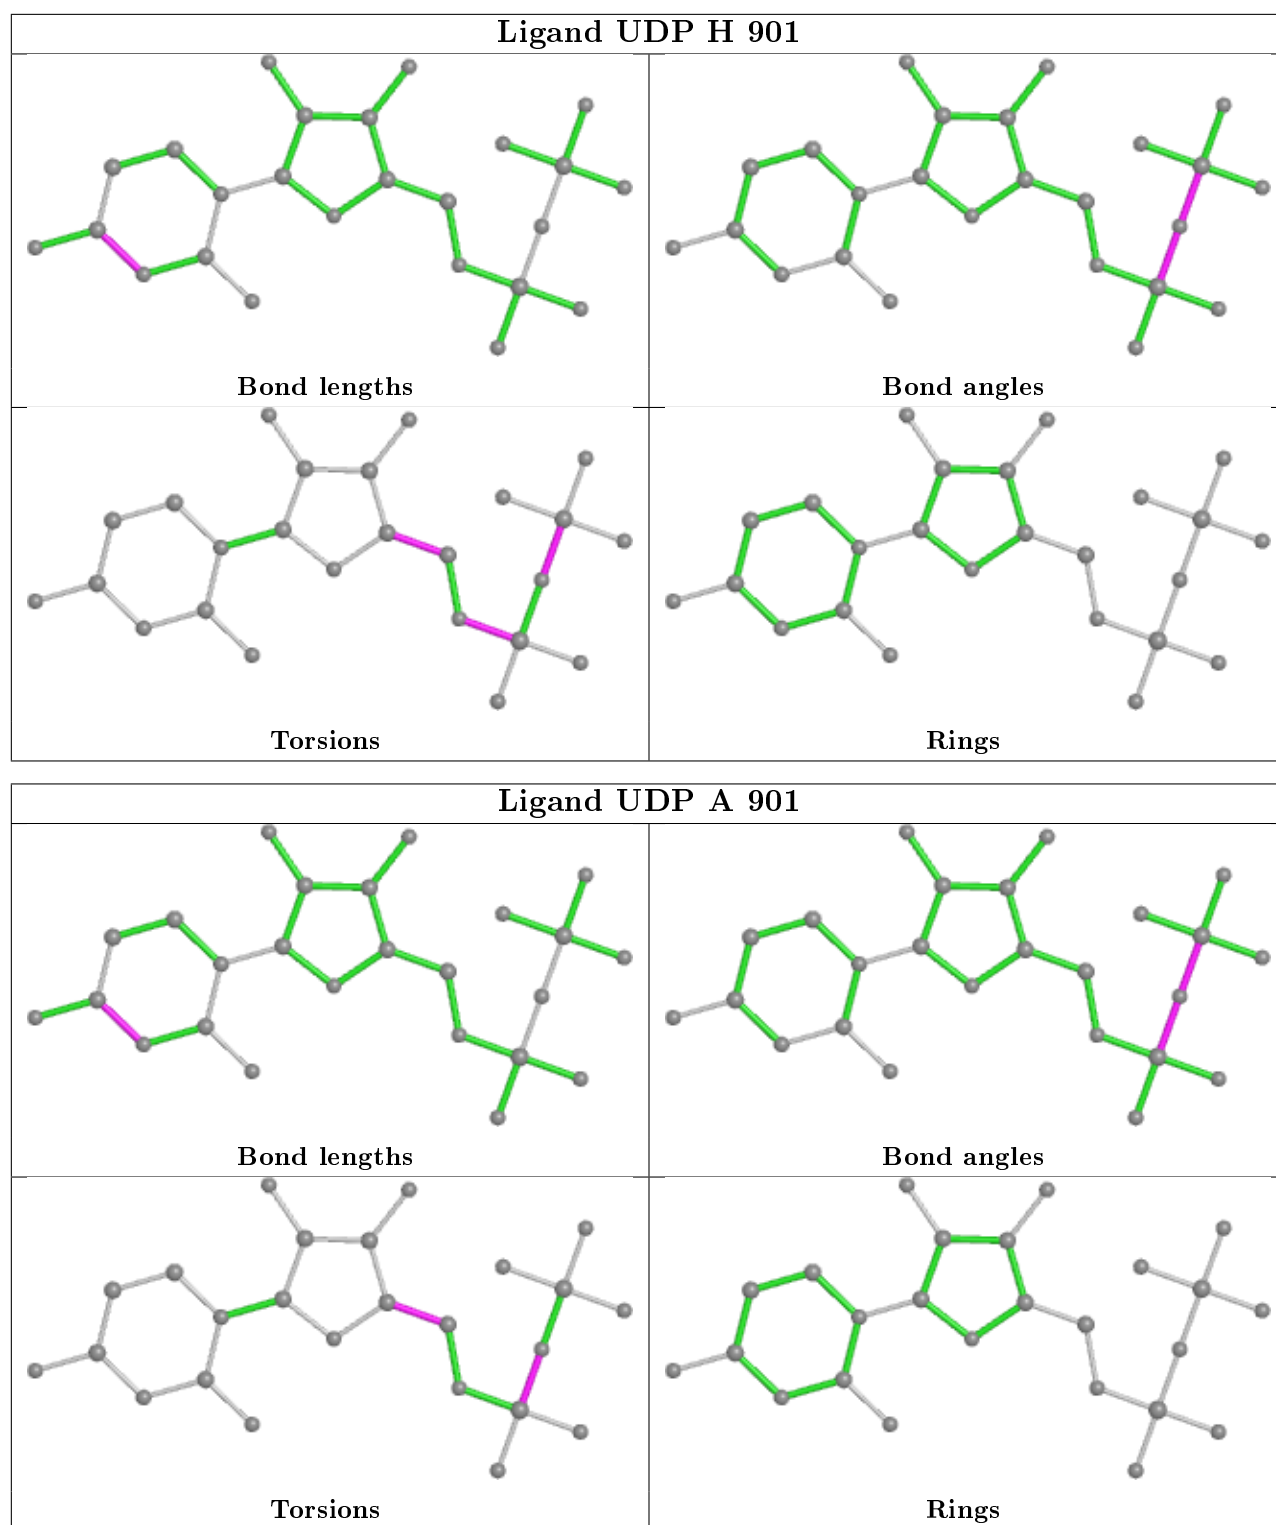 Ligand UDP H 901
Bond lengths
Bond angles
Torsions
Rings
Ligand UDP A 901
Bond lengths
Bond angles
Torsions
Rings